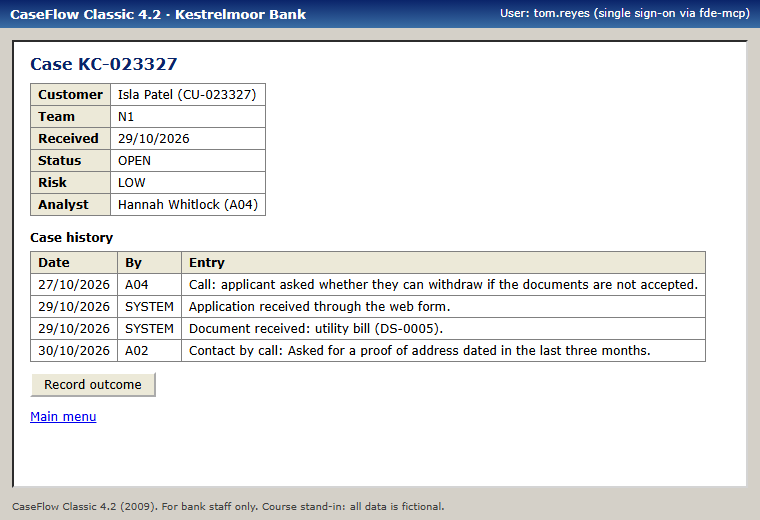 CaseFlow Classic 4.2 · Kestrelmoor Bank
User: tom.reyes (single sign-on via fde-mcp)
Case KC-023327
Customer Isla Patel (CU-023327)
Team N1
Received 29/10/2026
Status OPEN
Risk LOW
Analyst Hannah Whitlock (A04)
Case history
Date By Entry
27/10/2026 A04 Call: applicant asked whether they can withdraw if the documents are not accepted.
29/10/2026 SYSTEM Application received through the web form.
29/10/2026 SYSTEM Document received: utility bill (DS-0005).
30/10/2026 A02 Contact by call: Asked for a proof of address dated in the last three months.
Record outcome
Main menu
CaseFlow Classic 4.2 (2009). For bank staff only. Course stand-in: all data is fictional.